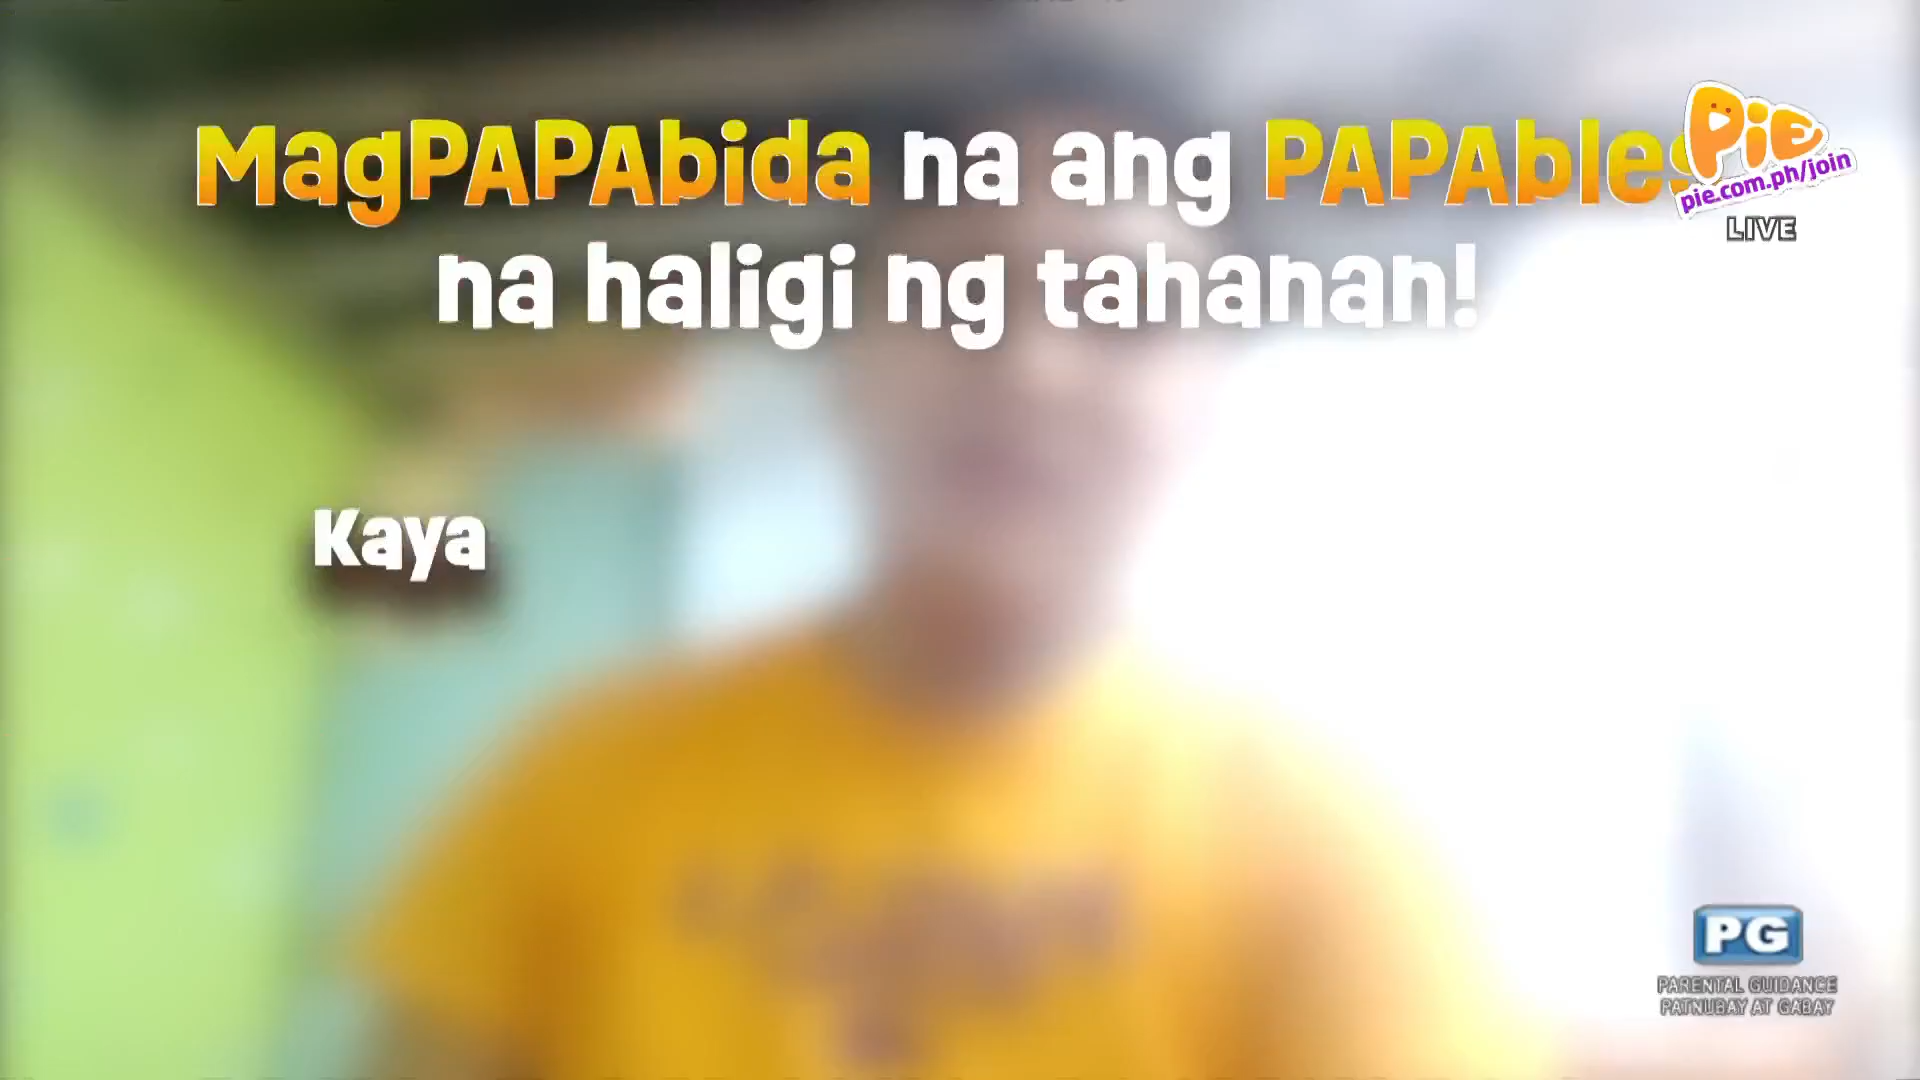 MagPAPAbida na ang PAPAbles
na haligi ng tahanan!
Pie
pie.com.ph/join
LIVE
Kaya
PG
PARENTAL GUIDANCE
PATNUBAY AT GABAY